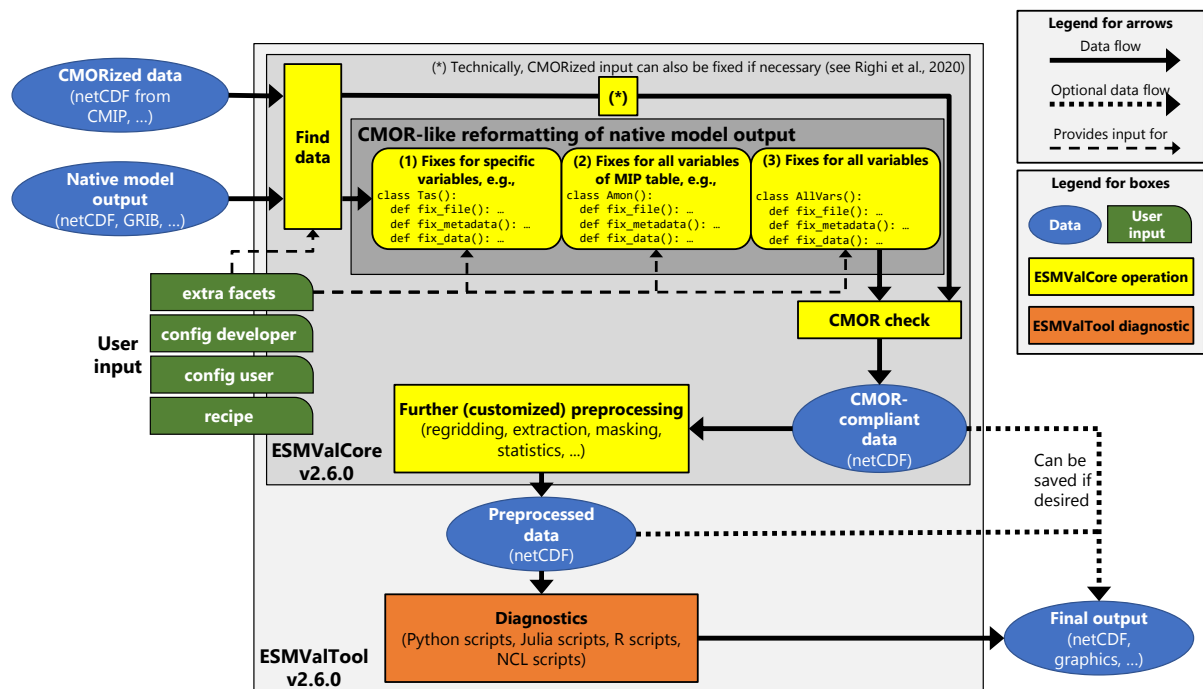 (*) Technically, CMORized input can also be fixed if necessary (see Righi et al., 2020)
CMORized data
(netCDF from
CMIP, ...)
Find
data
(*)
CMOR-like reformatting of native model output
Native model
output
(netCDF, GRIB, ...)
(1) Fixes for specific
variables, e.g.,
class Tas():
def fix_file(): …
def fix_metadata(): …
def fix_data(): …
(2) Fixes for all variables
of MIP table, e.g.,
class Amon():
def fix_file(): …
def fix_metadata(): …
def fix_data(): …
(3) Fixes for all variables
class AllVars():
def fix_file(): …
def fix_metadata(): …
def fix_data(): …
User
input
extra facets
config developer
config user
recipe
CMOR check
CMOR-
compliant
data
(netCDF)
Further (customized) preprocessing
(regridding, extraction, masking,
statistics, ...)
ESMValCore
v2.6.0
Can be
saved if
desired
Preprocessed
data
(netCDF)
Diagnostics
(Python scripts, Julia scripts, R scripts,
NCL scripts)
ESMValTool
v2.6.0
Final output
(netCDF,
graphics, ...)
Legend for arrows
Data flow
Optional data flow
Provides input for
Legend for boxes
Data
User
input
ESMValCore operation
ESMValTool diagnostic